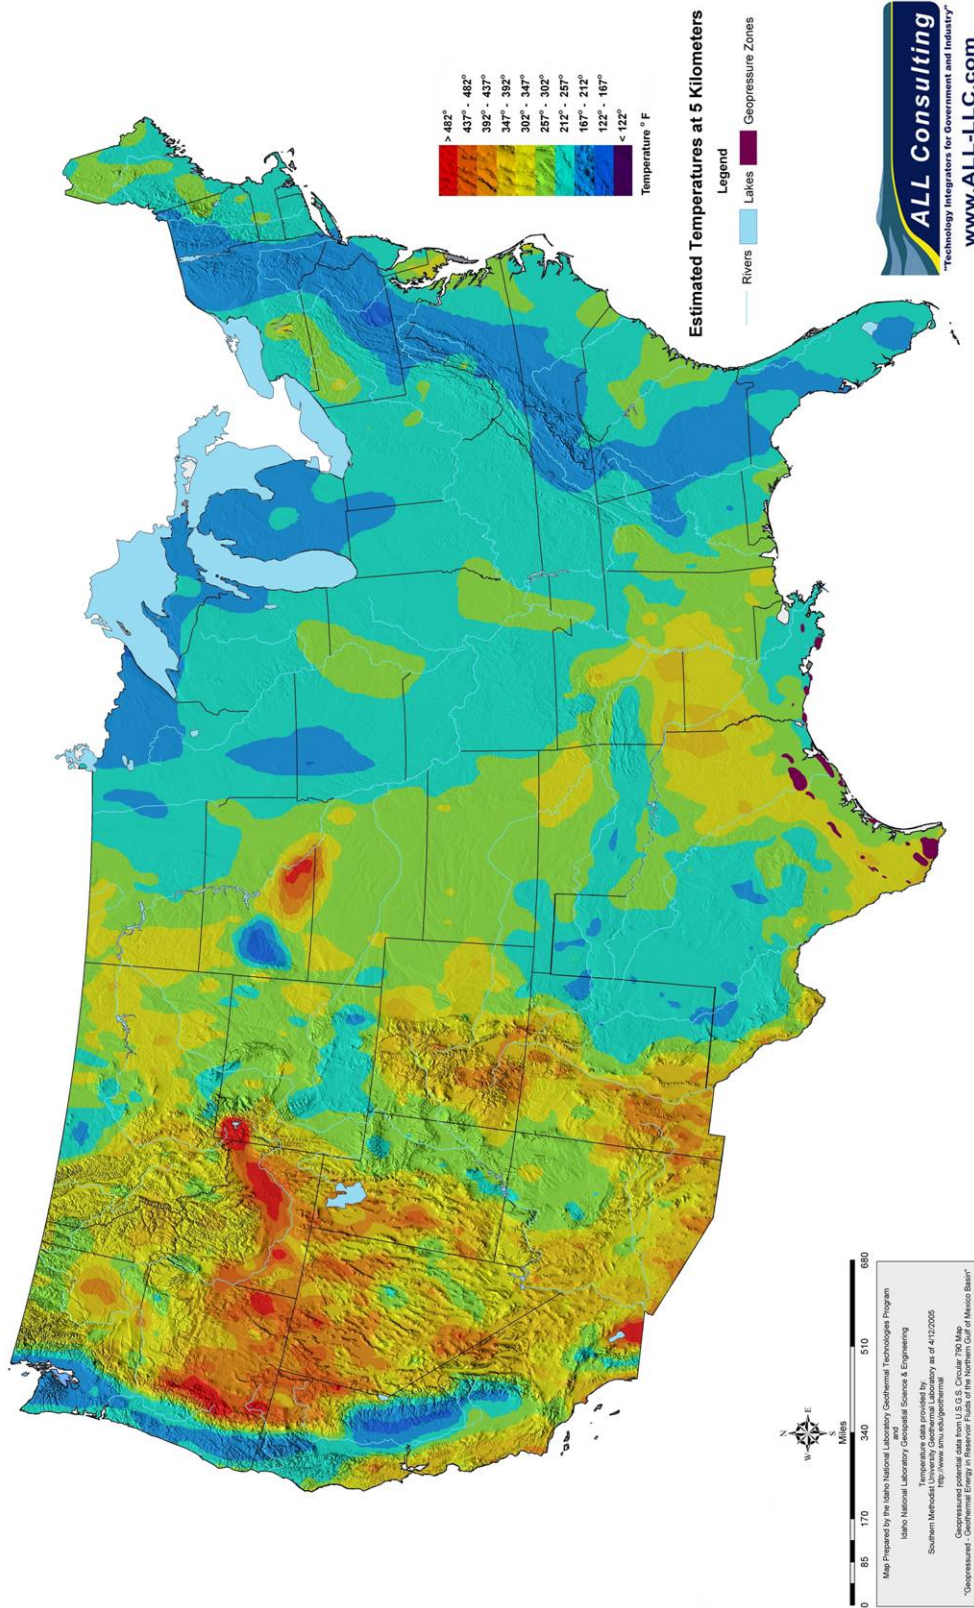 > 482°
437° - 482°
392° - 437°
347° - 392°
302° - 347°
257° - 302°
212° - 257°
167° - 212°
122° - 167°
< 122°
Temperature ° F
Estimated Temperatures at 5 Kilometers
Legend
Rivers Lakes Geopressure Zones
ALL Consulting
"Technology Integrators for Government and Industry"
www.ALL-LLC.com
N
W E
S
Miles
0 85 170 340 510 680
Map Prepared by the Idaho National Laboratory Geothermal Technologies Program
and
Idaho National Laboratory Geospatial Science & Engineering
Temperature data provided by:
Southern Methodist University Geothermal Laboratory as of 4/12/2005
http://www.smu.edu/geothermal
Geopressured potential data from U.S.G.S. Circular 790 Map
"Geopressured - Geothermal Energy in Reservoir Fluids of the Northern Gulf of Mexico Basin"